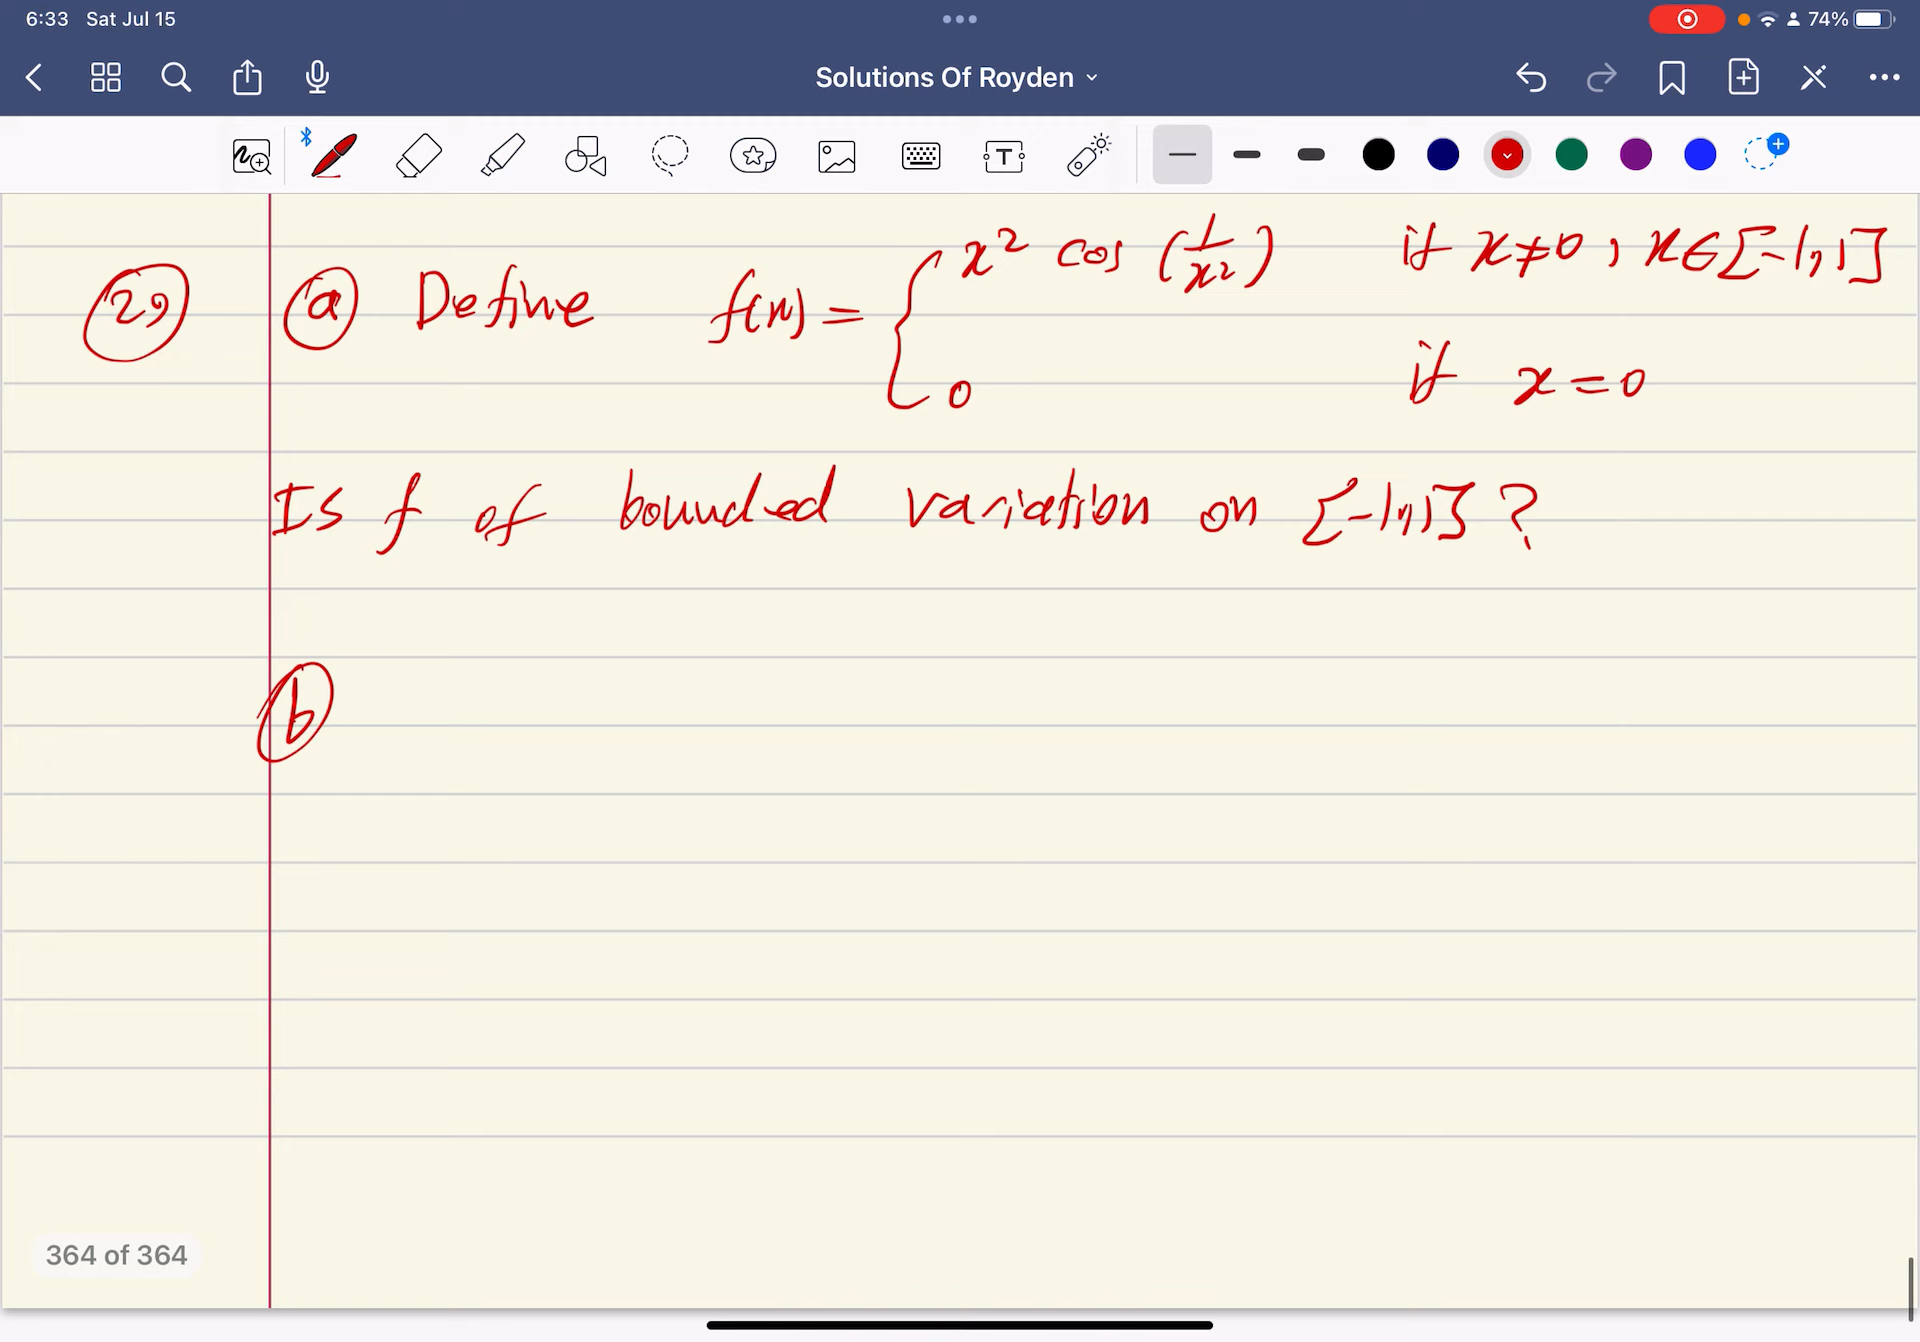 6:33 Sat Jul 15 74%
Solutions Of Royden
T
29 a Define f(x) = { x² cos (1/x²) if x≠0, x∈[-1,1]
0 if x=0
Is f of bounded variation on [-1,1]?
b
364 of 364